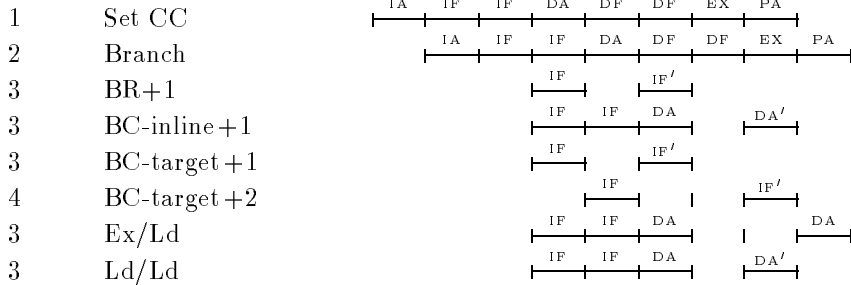 1 Set CC IA IF IF DA DF DF EX PA
2 Branch IA IF IF DA DF DF EX PA
3 BR+1 IF IF′
3 BC-inline+1 IF IF DA DA′
3 BC-target+1 IF IF′
4 BC-target+2 IF IF′
3 Ex/Ld IF IF DA DA
3 Ld/Ld IF IF DA DA′